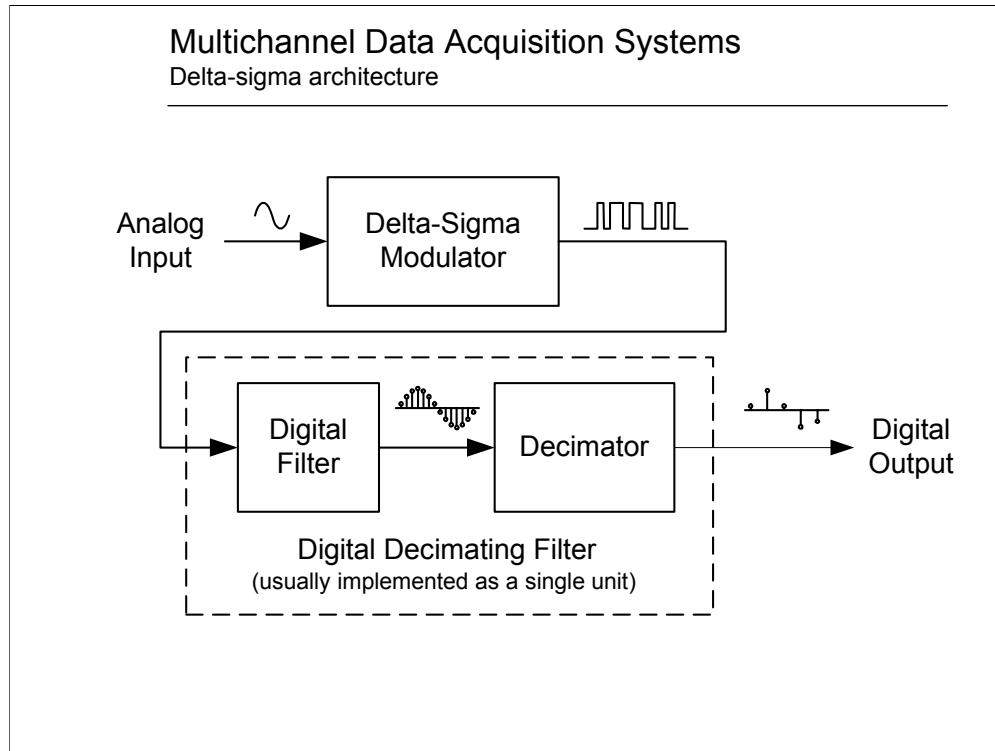 Multichannel Data Acquisition Systems
Delta-sigma architecture
Analog
Input
Delta-Sigma
Modulator
Digital
Filter
Decimator
Digital
Output
Digital Decimating Filter
(usually implemented as a single unit)